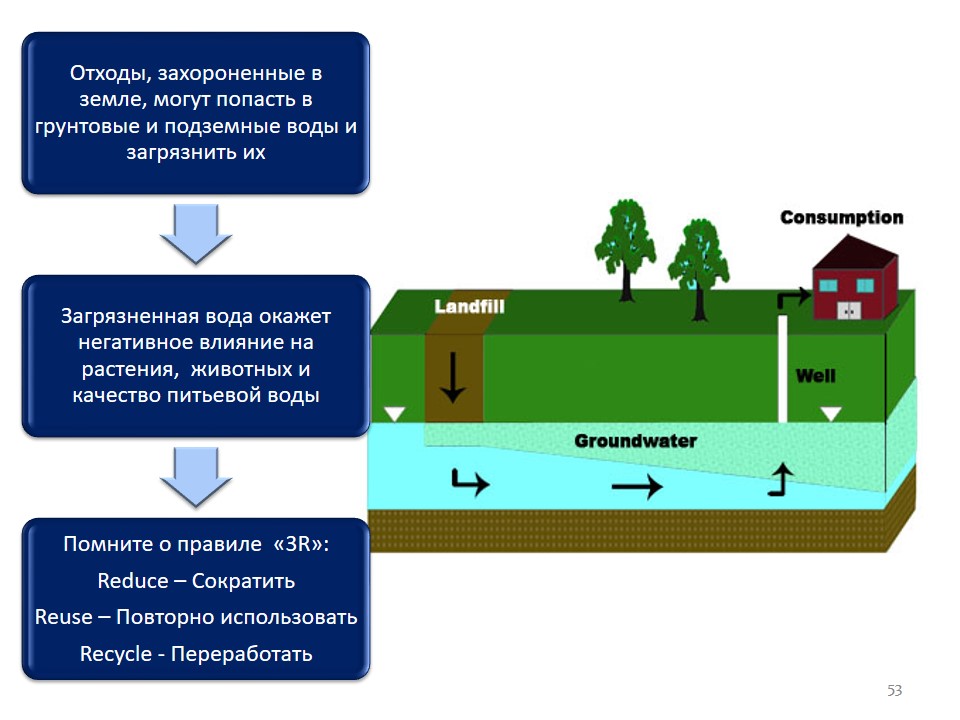 Отходы, захороненные в
земле, могут попасть в
грунтовые и подземные воды и
загрязнить их
Загрязненная вода окажет
негативное влияние на
растения, животных и
качество питьевой воды
Помните о правиле «3R»:
Reduce – Сократить
Reuse – Повторно использовать
Recycle - Переработать
Consumption
Landfill
Well
Groundwater
53